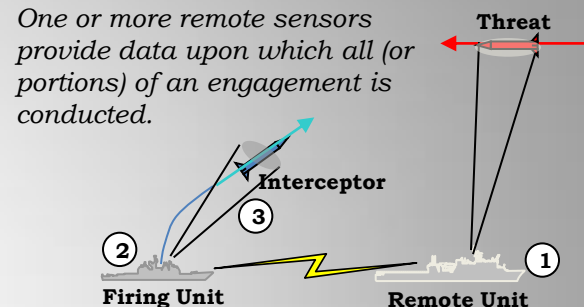 One or more remote sensors
provide data upon which all (or
portions) of an engagement is
conducted.
Threat
Interceptor
3
2
1
Firing Unit
Remote Unit